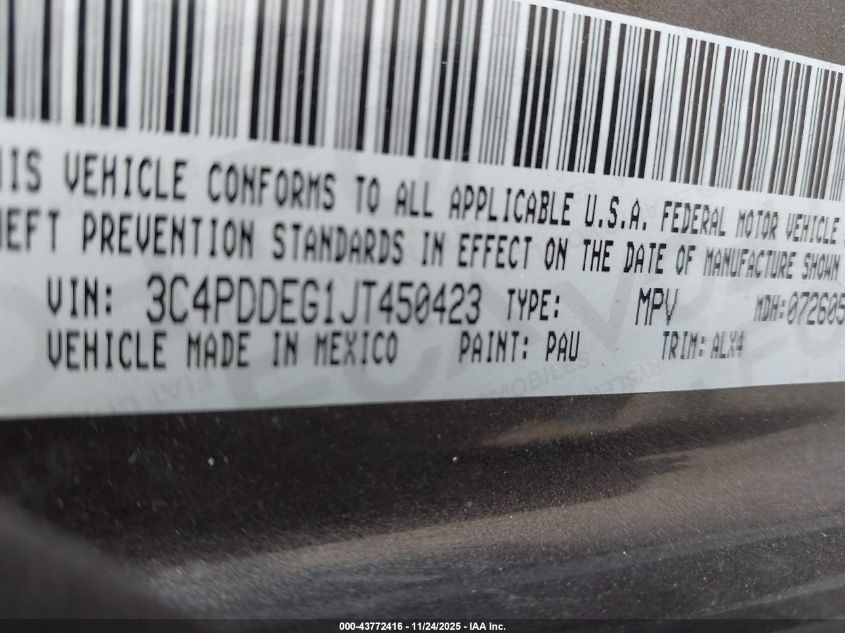 HIS VEHICLE CONFORMS TO ALL APPLICABLE U.S.A. FEDERAL MOTOR VEHICLE
HEFT PREVENTION STANDARDS IN EFFECT ON THE DATE OF MANUFACTURE SHOWN
VIN: 3C4PDDEG1JT450423 TYPE: MPV MDH:072605
VEHICLE MADE IN MEXICO PAINT: PAU TRIM: ALX4
000-43772416 - 11/24/2025 - IAA Inc.